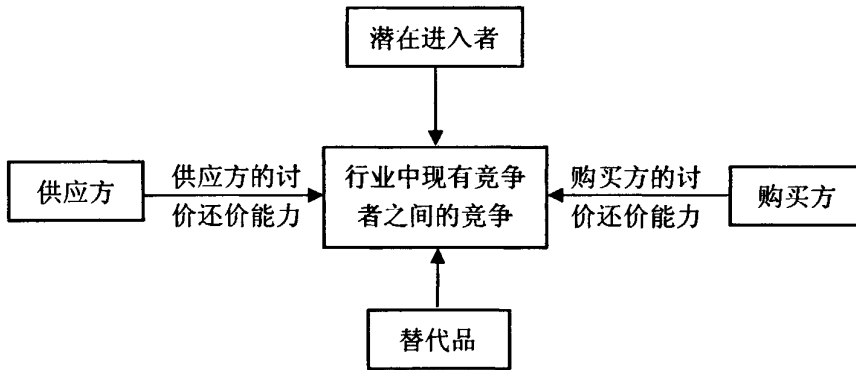 潜在进入者
供应方
供应方的讨
价还价能力
行业中现有竞争
者之间的竞争
购买方的讨
价还价能力
购买方
替代品